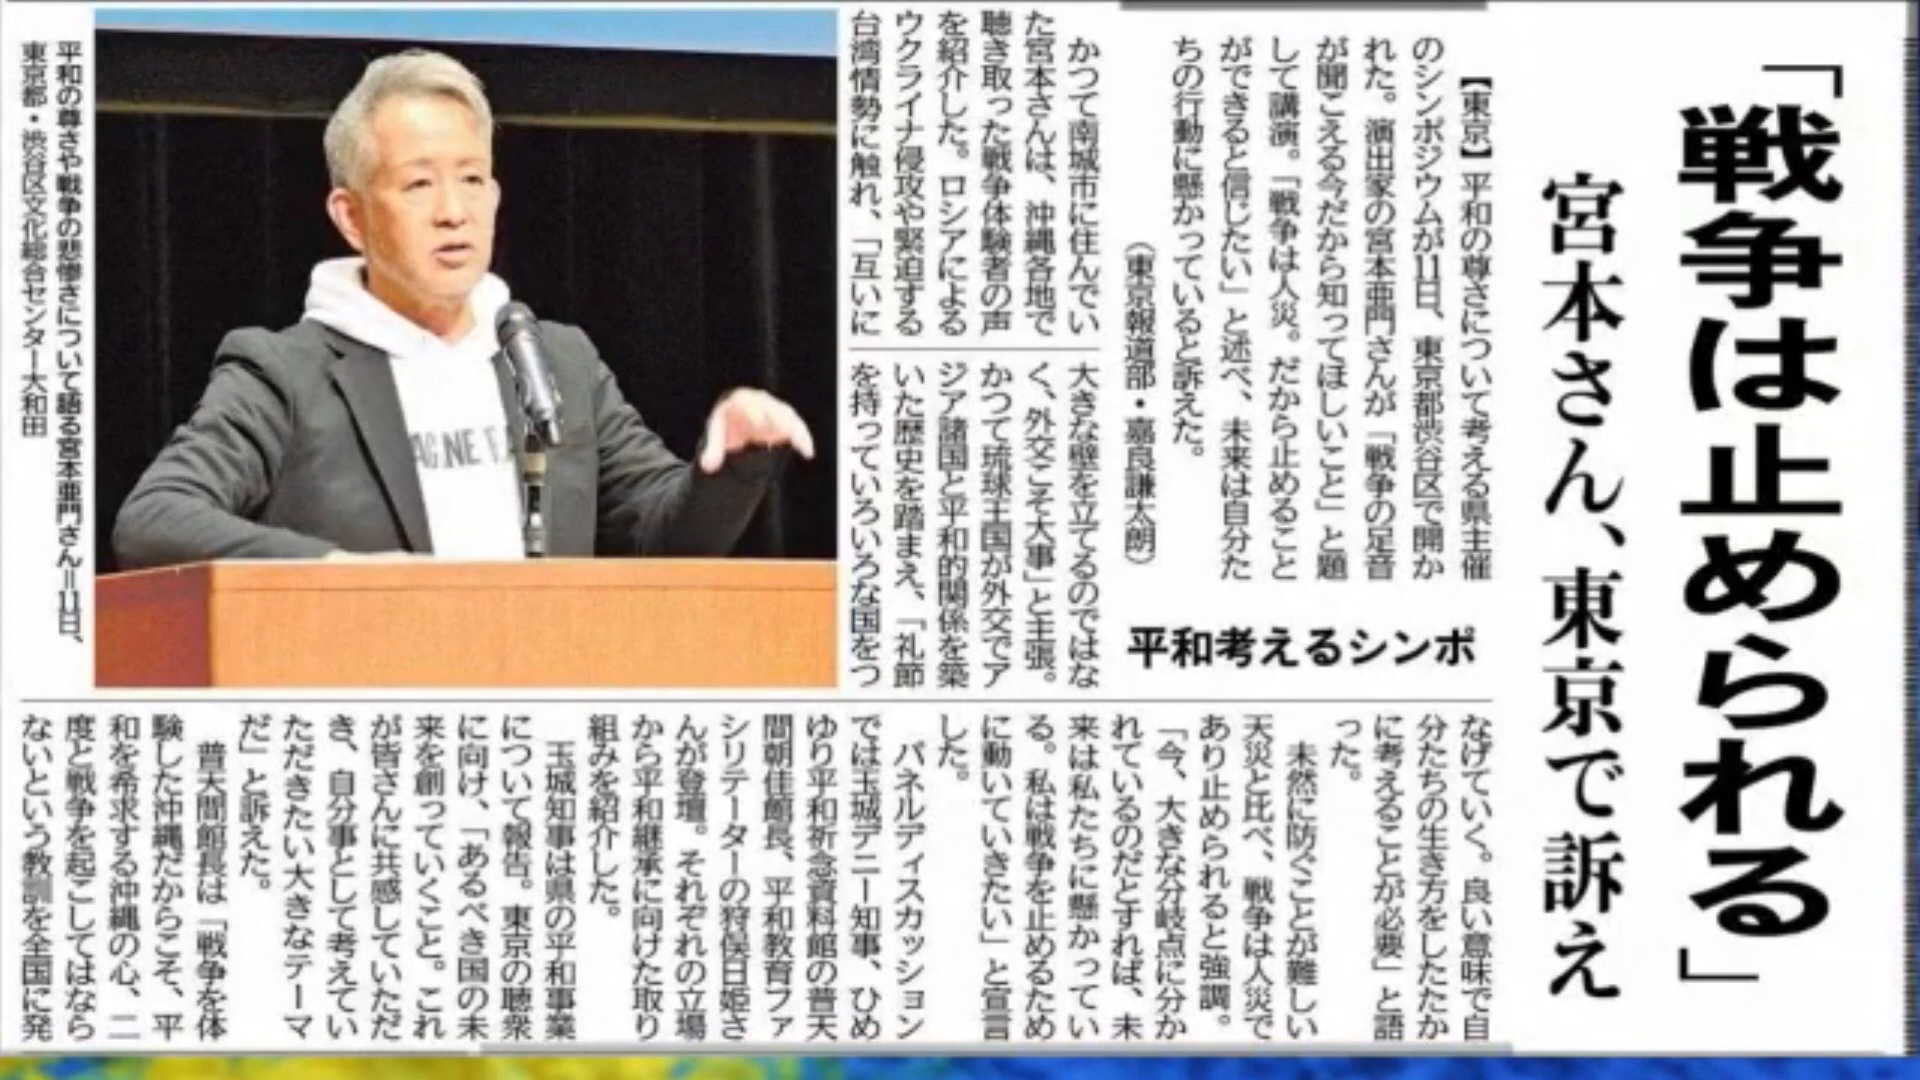 「戦争は止められる」
宮本さん、東京で訴え
平和考えるシンポ
【東京】平和の尊さについて考える県主催
のシンポジウムが11日、東京都渋谷区で開か
れた。演出家の宮本亜門さんが「戦争の足音
が聞こえる今だから知ってほしいこと」と題
して講演。「戦争は人災。だから止めること
ができると信じたい」と述べ、未来は自分た
ちの行動に懸かっていると訴えた。
（東京報道部・嘉良謙太朗）
かつて南城市に住んでい
た宮本さんは、沖縄各地で
聴き取った戦争体験者の声
を紹介した。ロシアによる
ウクライナ侵攻や緊迫する
台湾情勢に触れ、「互いに
大きな壁を立てるのではな
く、外交こそ大事」と主張。
かつて琉球王国が外交でア
ジア諸国と平和的関係を築
いた歴史を踏まえ、「礼節
を持っていろいろな国をつ
なげていく。良い意味で自
分たちの生き方をしたたか
に考えることが必要」と語
った。
未然に防ぐことが難しい
天災と比べ、戦争は人災で
あり止められると強調。
「今、大きな分岐点に分か
れているのだとすれば、未
来は私たちに懸かってい
る。私は戦争を止めるため
に動いていきたい」と宣言
した。
パネルディスカッション
では玉城デニー知事、ひめ
ゆり平和祈念資料館の普天
間朝佳館長、平和教育ファ
シリテーターの狩俣日姫さ
んが登壇。それぞれの立場
から平和継承に向けた取り
組みを紹介した。
玉城知事は県の平和事業
について報告。東京の聴衆
に向け、「あるべき国の未
来を創っていくこと。これ
が皆さんに共感していただ
き、自分事として考えてい
ただきたい大きなテーマ
だ」と訴えた。
普天間館長は「戦争を体
験した沖縄だからこそ、平
和を希求する沖縄の心、二
度と戦争を起こしてはなら
ないという教訓を全国に発
平和の尊さや戦争の悲惨さについて語る宮本亜門さん＝11日、
東京都・渋谷区文化総合センター大和田